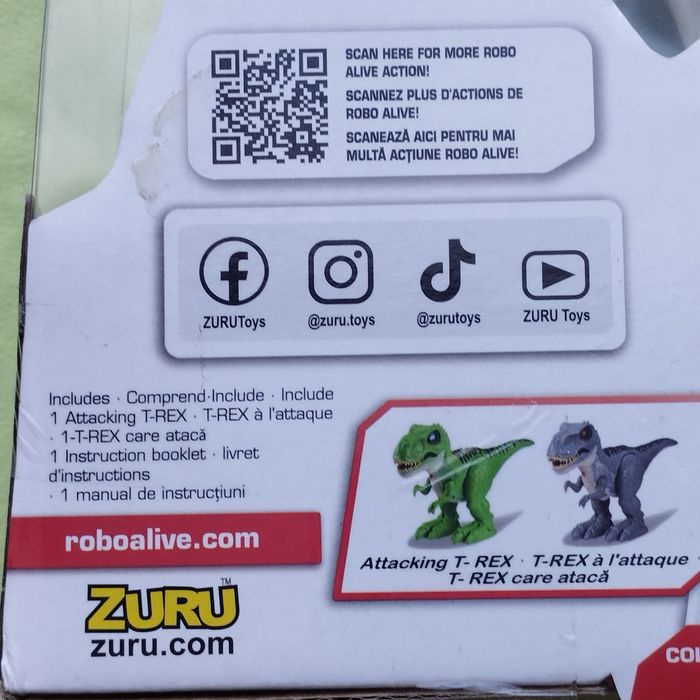 SCAN HERE FOR MORE ROBO
ALIVE ACTION!
SCANNEZ PLUS D'ACTIONS DE
ROBO ALIVE!
SCANEAZĂ AICI PENTRU MAI
MULTĂ ACȚIUNE ROBO ALIVE!
ZURUToys
@zuru.toys
@zurutoys
ZURU Toys
Includes · Comprend·Include · Include
1 Attacking T-REX · T-REX à l'attaque
· 1-T-REX care atacă
1 Instruction booklet · livret
d'instructions
· 1 manual de instrucțiuni
roboalive.com
ZURU™
zuru.com
Attacking T- REX · T-REX à l'attaque ·
T- REX care atacă